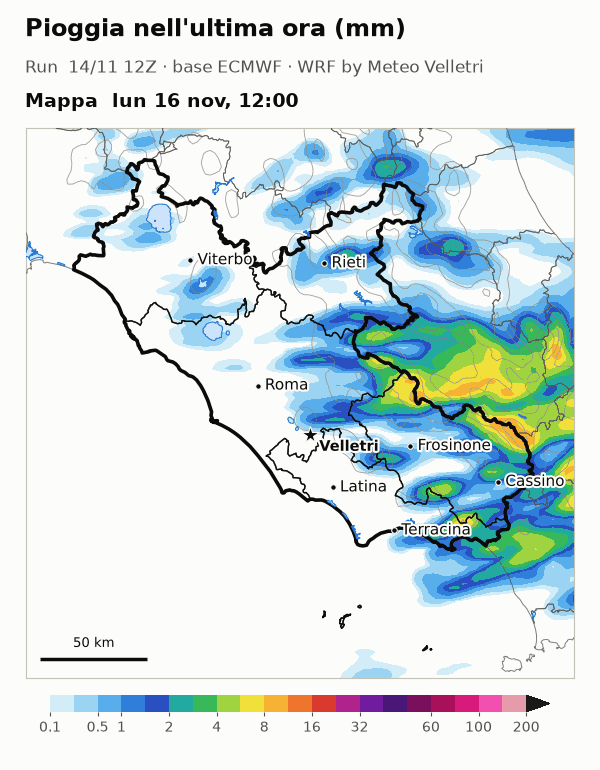 Pioggia nell'ultima ora (mm)
Run  14/11 12Z · base ECMWF · WRF by Meteo Velletri
Mappa  lun 16 nov, 12:00
Viterbo
Rieti
Roma
Velletri
Frosinone
Cassino
Latina
Terracina
50 km
0.1 0.5 1 2 4 8 16 32 60 100 200